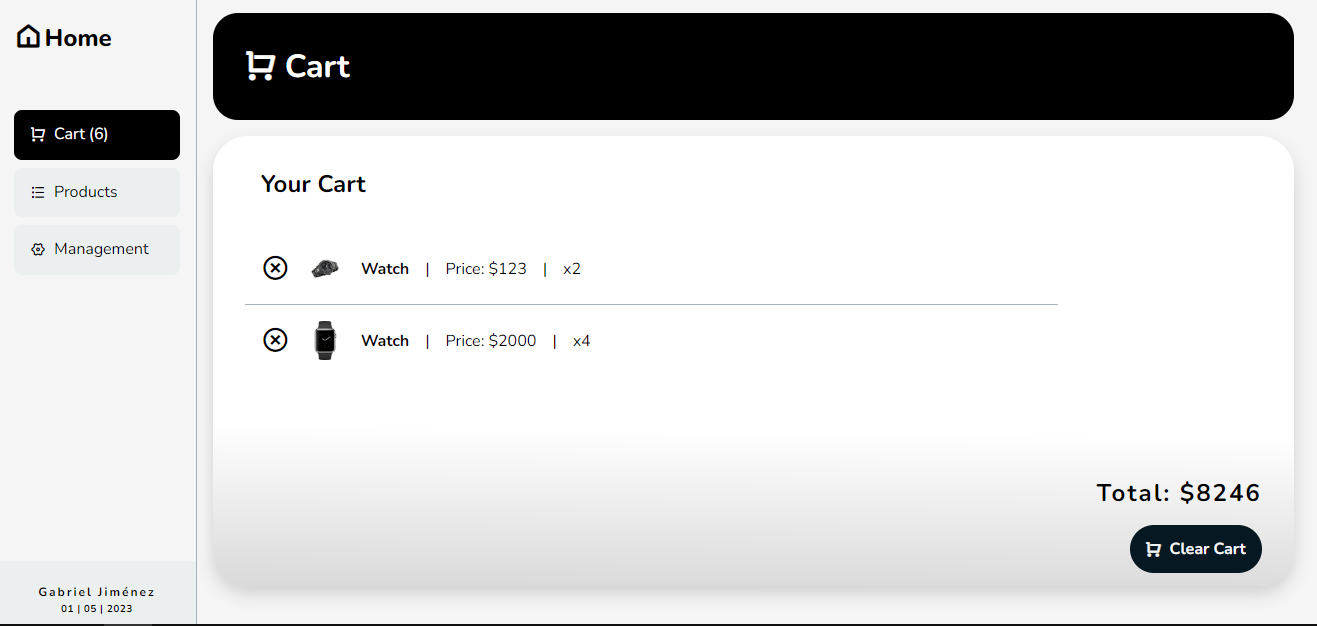 Home
Cart (6)
Products
Management
Gabriel Jiménez
01 | 05 | 2023
Cart
Your Cart
Watch | Price: $123 | x2
Watch | Price: $2000 | x4
Total: $8246
Clear Cart